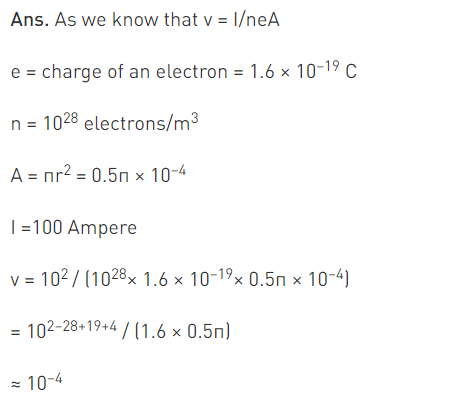 Ans. As we know that v = I/neA
e = charge of an electron = 1.6 × 10⁻¹⁹ C
n = 10²⁸ electrons/m³
A = πr² = 0.5π × 10⁻⁴
I =100 Ampere
v = 10² / (10²⁸× 1.6 × 10⁻¹⁹× 0.5π × 10⁻⁴)
= 10²⁻²⁸⁺¹⁹⁺⁴ / (1.6 × 0.5π)
≈ 10⁻⁴